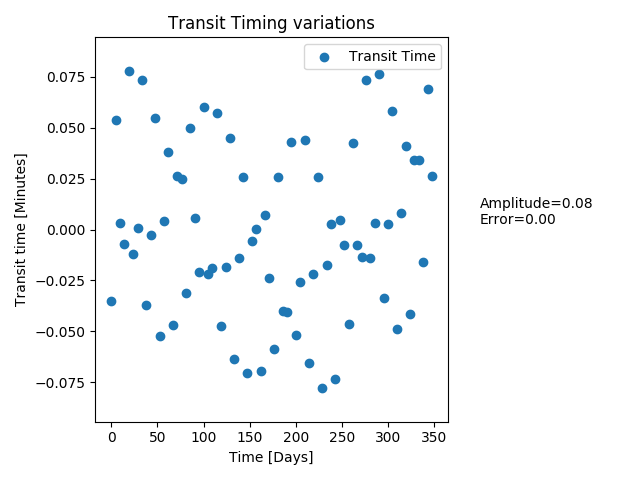 Transit Timing variations
Transit Time
Transit time [Minutes]
0.075
0.050
0.025
0.000
−0.025
−0.050
−0.075
0 50 100 150 200 250 300 350
Time [Days]
Amplitude=0.08
Error=0.00